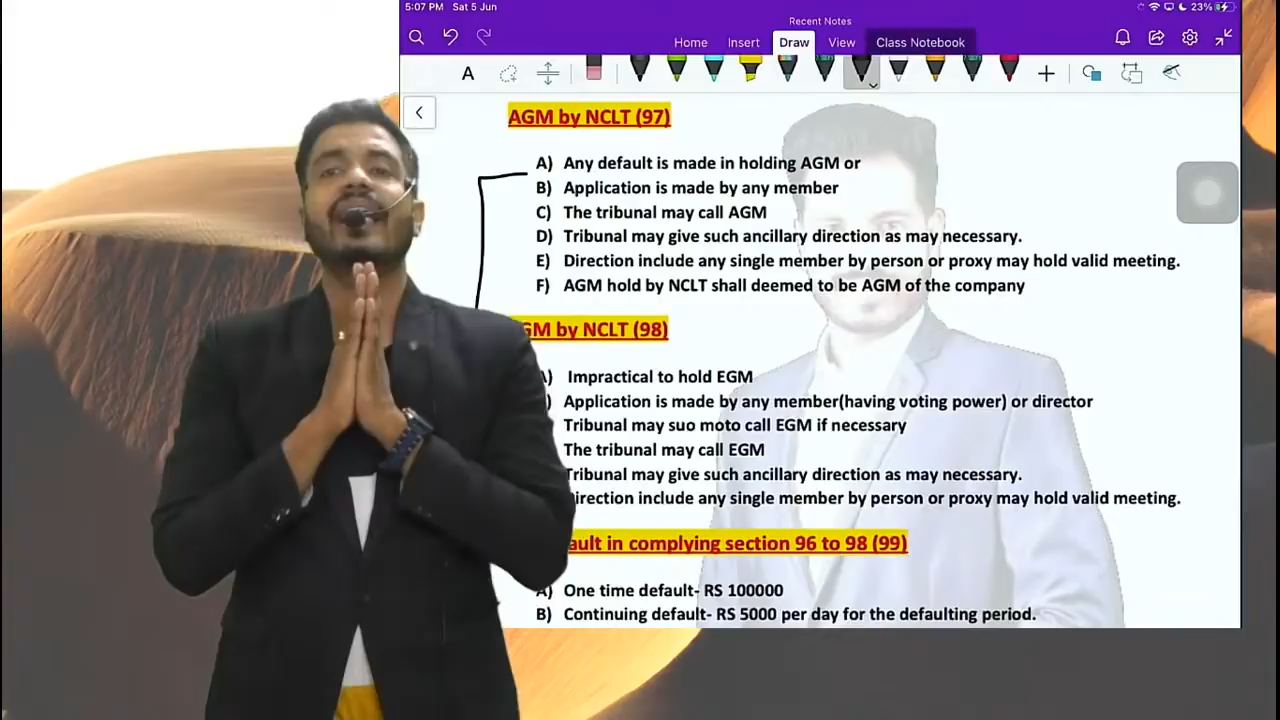 5:07 PM Sat 5 Jun
23%
Recent Notes
Home Insert Draw View Class Notebook
A
AGM by NCLT (97)
A) Any default is made in holding AGM or
B) Application is made by any member
C) The tribunal may call AGM
D) Tribunal may give such ancillary direction as may necessary.
E) Direction include any single member by person or proxy may hold valid meeting.
F) AGM hold by NCLT shall deemed to be AGM of the company
GM by NCLT (98)
A) Impractical to hold EGM
) Application is made by any member(having voting power) or director
Tribunal may suo moto call EGM if necessary
The tribunal may call EGM
Tribunal may give such ancillary direction as may necessary.
Direction include any single member by person or proxy may hold valid meeting.
ault in complying section 96 to 98 (99)
A) One time default- RS 100000
B) Continuing default- RS 5000 per day for the defaulting period.